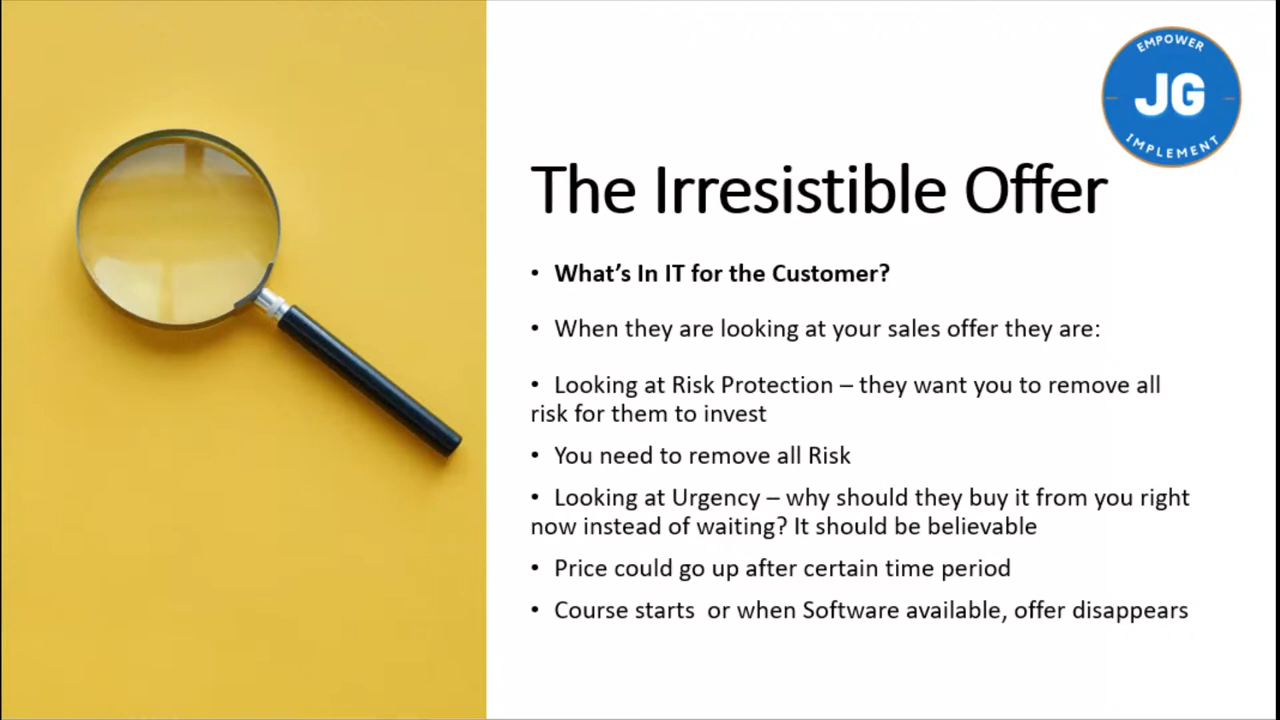 EMPOWER
JG
IMPLEMENT
The Irresistible Offer
• What’s In IT for the Customer?
• When they are looking at your sales offer they are:
• Looking at Risk Protection – they want you to remove all
risk for them to invest
• You need to remove all Risk
• Looking at Urgency – why should they buy it from you right
now instead of waiting? It should be believable
• Price could go up after certain time period
• Course starts  or when Software available, offer disappears